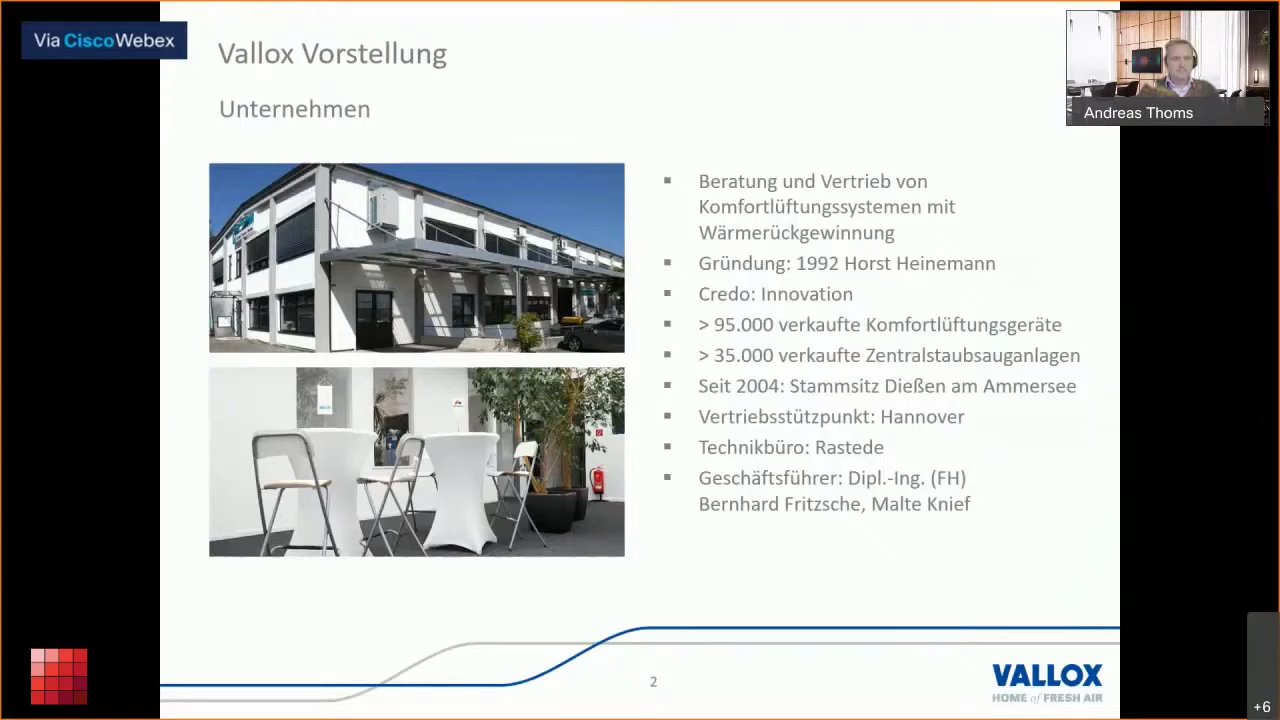 Via Cisco Webex
Vallox Vorstellung
Unternehmen
Andreas Thoms
▪ Beratung und Vertrieb von
Komfortlüftungssystemen mit
Wärmerückgewinnung
▪ Gründung: 1992 Horst Heinemann
▪ Credo: Innovation
▪ > 95.000 verkaufte Komfortlüftungsgeräte
▪ > 35.000 verkaufte Zentralstaubsauganlagen
▪ Seit 2004: Stammsitz Dießen am Ammersee
▪ Vertriebsstützpunkt: Hannover
▪ Technikbüro: Rastede
▪ Geschäftsführer: Dipl.-Ing. (FH)
Bernhard Fritzsche, Malte Knief
VALLOX
2
VALLOX
HOME of FRESH AIR
+6